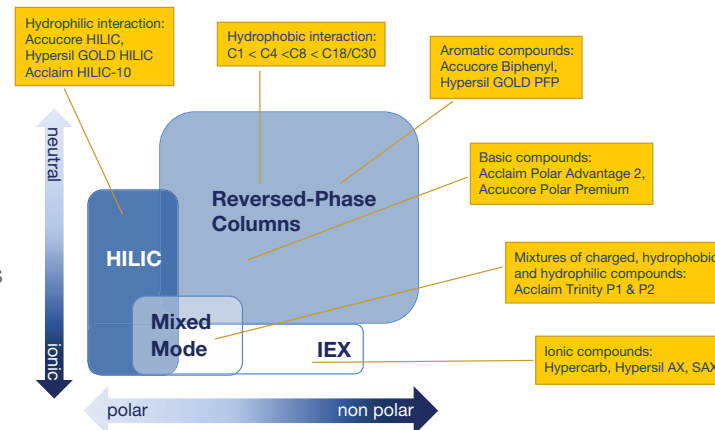 Hydrophilic interaction:
Accucore HILIC,
Hypersil GOLD HILIC
Acclaim HILIC-10
Hydrophobic interaction:
C1 < C4 <C8 < C18/C30
Aromatic compounds:
Accucore Biphenyl,
Hypersil GOLD PFP
neutral
Basic compounds:
Acclaim Polar Advantage 2,
Accucore Polar Premium
Reversed-Phase
Columns
HILIC
s
Mixtures of charged, hydrophobic
and hydrophilic compounds:
Acclaim Trinity P1 & P2
Mixed
Mode
IEX
ionic
Ionic compounds:
Hypercarb, Hypersil AX, SAX
polar
non polar